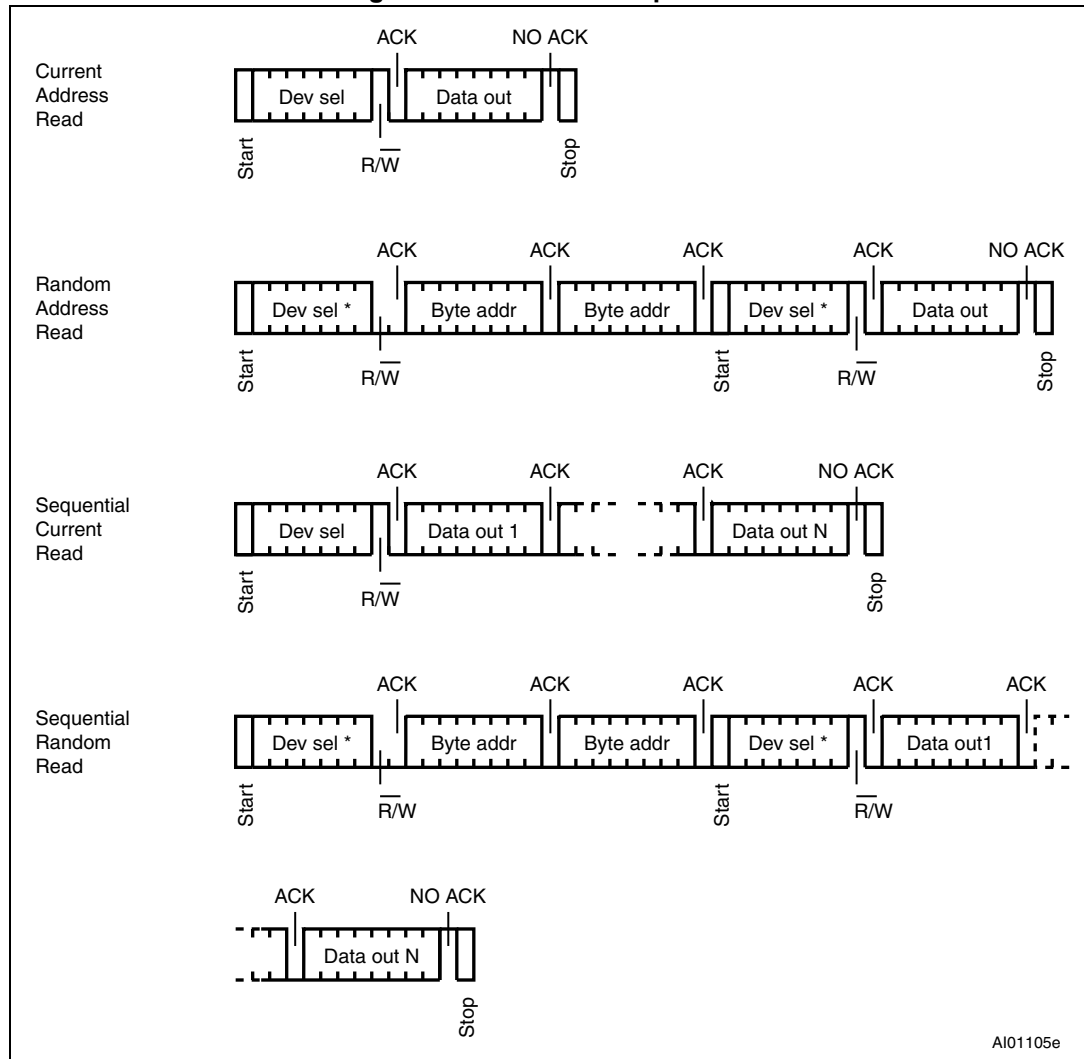 ACK NO ACK
Current
Address
Read
Dev sel Data out
Start R/W̅ Stop
ACK ACK ACK ACK NO ACK
Random
Address
Read
Dev sel * Byte addr Byte addr Dev sel * Data out
Start R/W̅ Start R/W̅ Stop
ACK ACK ACK NO ACK
Sequential
Current
Read
Dev sel Data out 1 Data out N
Start R/W̅ Stop
ACK ACK ACK ACK ACK
Sequential
Random
Read
Dev sel * Byte addr Byte addr Dev sel * Data out1
Start R̅/W Start R̅/W
ACK NO ACK
Data out N
Stop
AI01105e